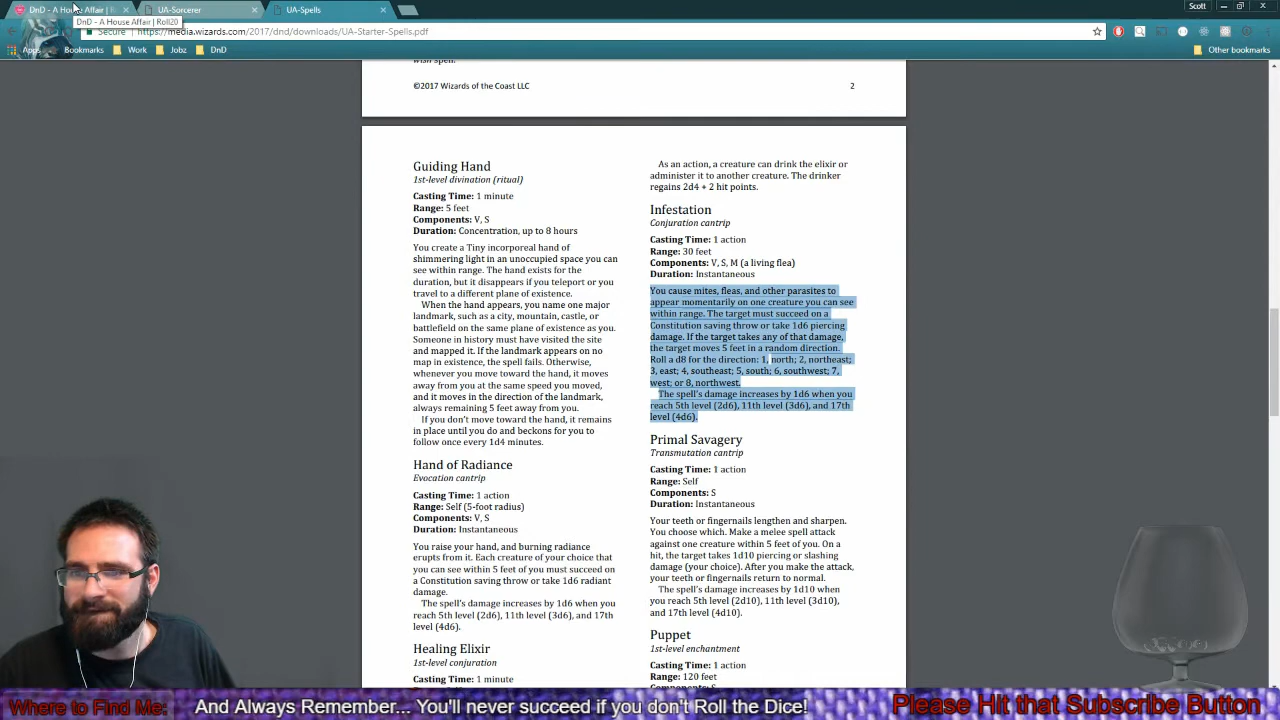 DnD - A House Affair | R
UA-Sorcerer
UA-Spells
Scott
DnD - A House Affair | Roll20
https://media.wizards.com/2017/dnd/downloads/UA-Starter-Spells.pdf
Apps
Bookmarks
Work
Jobz
DnD
Other bookmarks
wish spell.
©2017 Wizards of the Coast LLC
2
Guiding Hand
1st-level divination (ritual)
Casting Time: 1 minute
Range: 5 feet
Components: V, S
Duration: Concentration, up to 8 hours
You create a Tiny incorporeal hand of
shimmering light in an unoccupied space you can
see within range. The hand exists for the
duration, but it disappears if you teleport or you
travel to a different plane of existence.
When the hand appears, you name one major
landmark, such as a city, mountain, castle, or
battlefield on the same plane of existence as you.
Someone in history must have visited the site
and mapped it. If the landmark appears on no
map in existence, the spell fails. Otherwise,
whenever you move toward the hand, it moves
away from you at the same speed you moved,
and it moves in the direction of the landmark,
always remaining 5 feet away from you.
If you don't move toward the hand, it remains
in place until you do and beckons for you to
follow once every 1d4 minutes.
Hand of Radiance
Evocation cantrip
Casting Time: 1 action
Range: Self (5-foot radius)
Components: V, S
Duration: Instantaneous
You raise your hand, and burning radiance
erupts from it. Each creature of your choice that
you can see within 5 feet of you must succeed on
a Constitution saving throw or take 1d6 radiant
damage.
The spell's damage increases by 1d6 when you
reach 5th level (2d6), 11th level (3d6), and 17th
level (4d6).
Healing Elixir
1st-level conjuration
Casting Time: 1 minute
As an action, a creature can drink the elixir or
administer it to another creature. The drinker
regains 2d4 + 2 hit points.
Infestation
Conjuration cantrip
Casting Time: 1 action
Range: 30 feet
Components: V, S, M (a living flea)
Duration: Instantaneous
You cause mites, fleas, and other parasites to
appear momentarily on one creature you can see
within range. The target must succeed on a
Constitution saving throw or take 1d6 piercing
damage. If the target takes any of that damage,
the target moves 5 feet in a random direction.
Roll a d8 for the direction: 1, north; 2, northeast;
3, east; 4, southeast; 5, south; 6, southwest; 7,
west; or 8, northwest.
The spell's damage increases by 1d6 when you
reach 5th level (2d6), 11th level (3d6), and 17th
level (4d6).
Primal Savagery
Transmutation cantrip
Casting Time: 1 action
Range: Self
Components: S
Duration: Instantaneous
Your teeth or fingernails lengthen and sharpen.
You choose which. Make a melee spell attack
against one creature within 5 feet of you. On a
hit, the target takes 1d10 piercing or slashing
damage (your choice). After you make the attack,
your teeth or fingernails return to normal.
The spell's damage increases by 1d10 when
you reach 5th level (2d10), 11th level (3d10),
and 17th level (4d10).
Puppet
1st-level enchantment
Casting Time: 1 action
Range: 120 feet
Where to Find Me:
And Always Remember... You'll never succeed if you don't Roll the Dice!
Please Hit that Subscribe Button